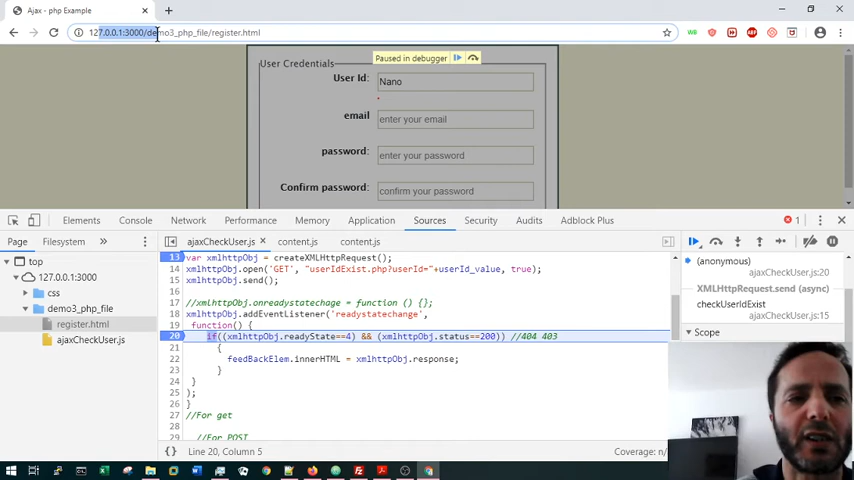 Ajax - php Example
127.0.0.1:3000/demo3_php_file/register.html
ABP
Paused in debugger
User Credentials
User Id:
Nano
email
enter your email
password:
enter your password
Confirm password:
confirm your password
Elements
Console
Network
Performance
Memory
Application
Sources
Security
Audits
Adblock Plus
1
Page
Filesystem
ajaxCheckUser.js
content.js
content.js
top
127.0.0.1:3000
css
demo3_php_file
register.html
ajaxCheckUser.js
13 var xmlhttpObj = createXMLHttpRequest();
14 xmlhttpObj.open('GET', "userIdExist.php?userId="+userId_value, true);
15 xmlhttpObj.send();
16
17 //xmlhttpObj.onreadystatechage = function () {};
18 xmlhttpObj.addEventListener('readystatechange',
19 function() {
20 if((xmlhttpObj.readyState==4) && (xmlhttpObj.status==200)) //404 403
21 {
22 feedBackElem.innerHTML = xmlhttpObj.response;
23 }
24 }
25 );
26 }
27 //For get
28
29 //For POST
(anonymous)
ajaxCheckUser.js:20
XMLHttpRequest.send (async)
checkUserIdExist
ajaxCheckUser.js:15
Scope
{} Line 20, Column 5
Coverage: n/